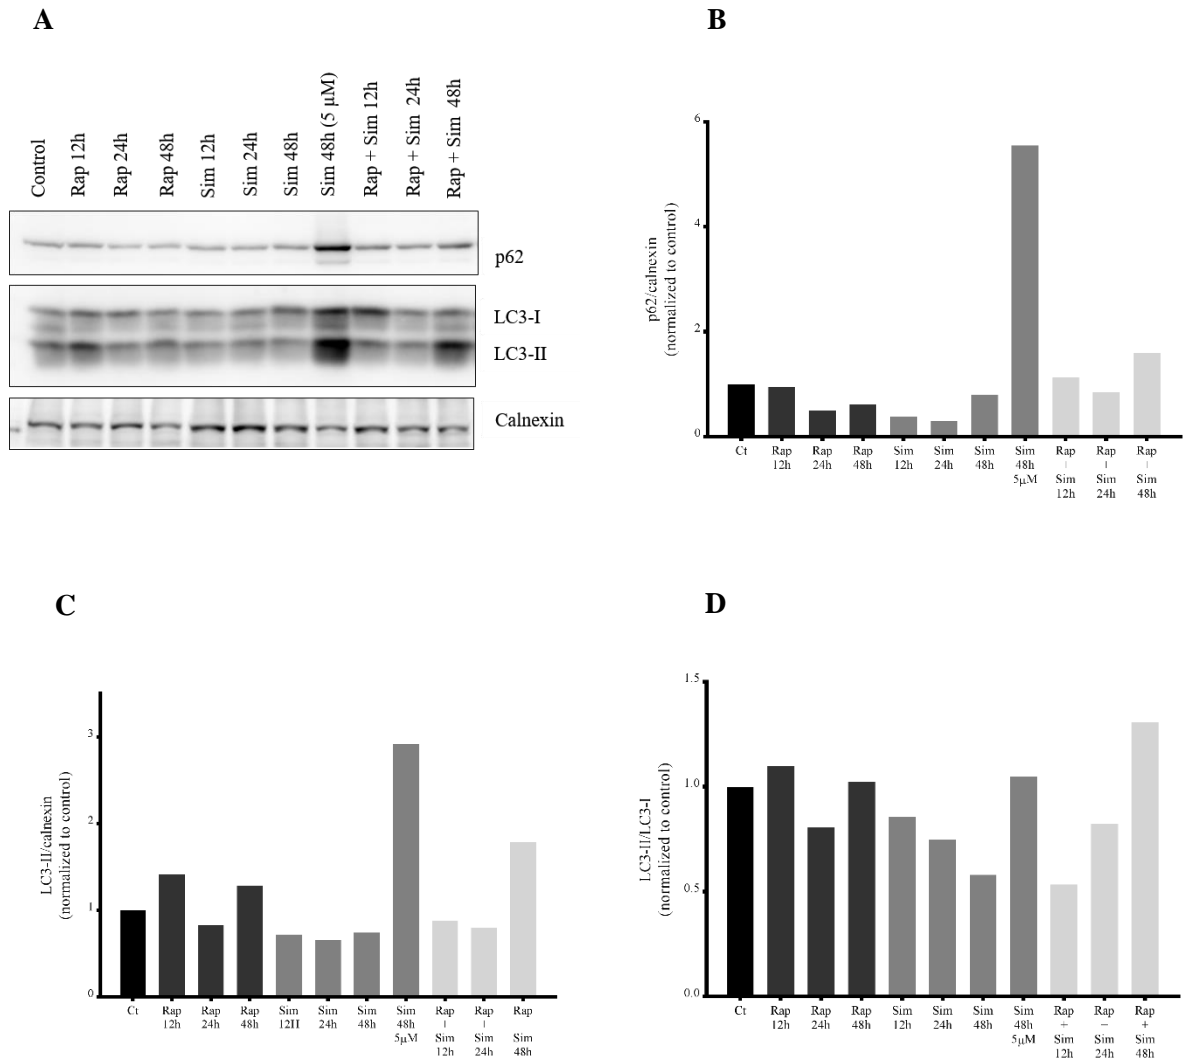 A
B
Control
Rap 12h
Rap 24h
Rap 48h
Sim 12h
Sim 24h
Sim 48h
Sim 48h (5 μM)
Rap + Sim 12h
Rap + Sim 24h
Rap + Sim 48h
p62
LC3-I
LC3-II
Calnexin
p62/calnexin
(normalized to control)
6
4
2
0
Ct Rap Rap Rap Sim Sim Sim Sim Rap Rap Rap
12h 24h 48h 12h 24h 48h 48h
5μM Sim Sim Sim
12h 24h 48h
C
D
LC3-II/calnexin
(normalized to control)
3
2
1
0
Ct Rap Rap Rap Sim Sim Sim Sim Rap Rap Rap
12h 24h 48h 12II 24h 48h 48h – –
5μM Sim Sim Sim
12h 24h 48h
LC3-II/LC3-I
(normalized to control)
1.5
1.0
0.5
0.0
Ct Rap Rap Rap Sim Sim Sim Sim Rap Rap Rap
12h 24h 48h 12h 24h 48h 48h + – +
5μM Sim Sim Sim
12h 24h 48h